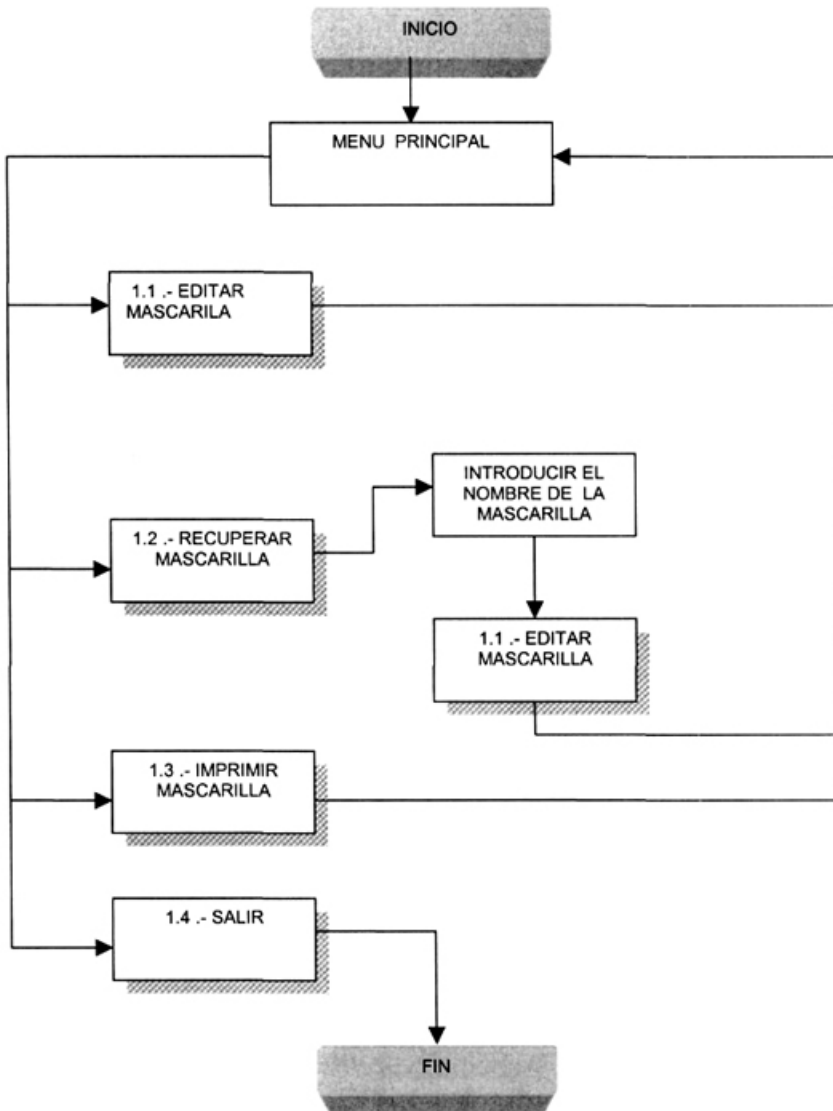 INICIO
MENU PRINCIPAL
1.1 .- EDITAR
MASCARILA
INTRODUCIR EL
NOMBRE DE LA
MASCARILLA
1.2 .- RECUPERAR
MASCARILLA
1.1 .- EDITAR
MASCARILLA
1.3 .- IMPRIMIR
MASCARILLA
1.4 .- SALIR
FIN